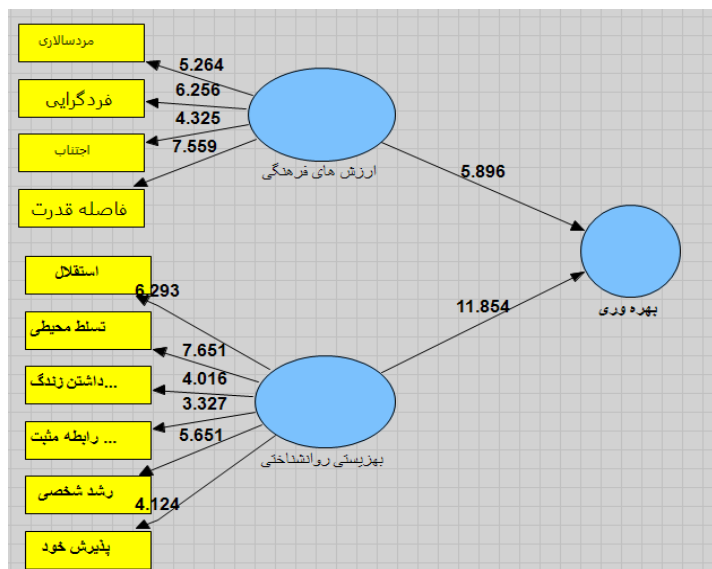 مردسالاری
5.264
فردگرایی
6.256
4.325
اجتناب
7.559
ارزش های فرهنگی
فاصله قدرت
5.896
استقلال
6.293
بهره وری
11.854
تسلط محیطی
7.651
داشتن زندگ...
4.016
3.327
رابطه مثبت ...
5.651
بهزیستی روانشناختی
رشد شخصی
4.124
پذیرش خود